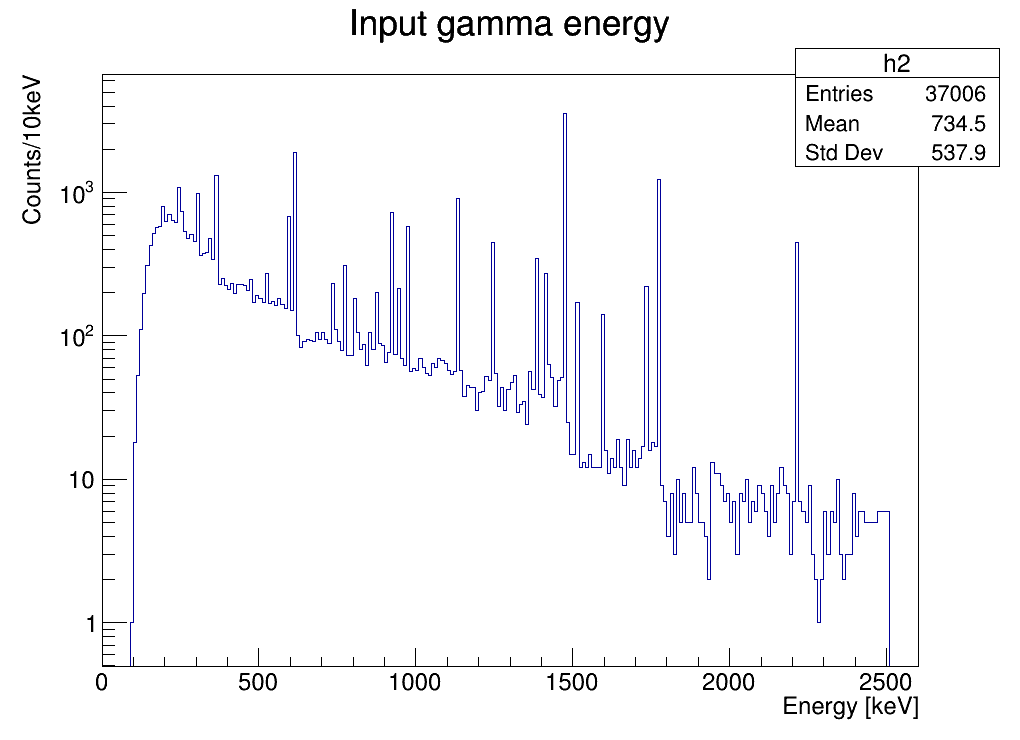 Input gamma energy
h2
Entries 37006
Mean 734.5
Std Dev 537.9
Counts/10keV
10³
10²
10
1
0 500 1000 1500 2000 2500
Energy [keV]